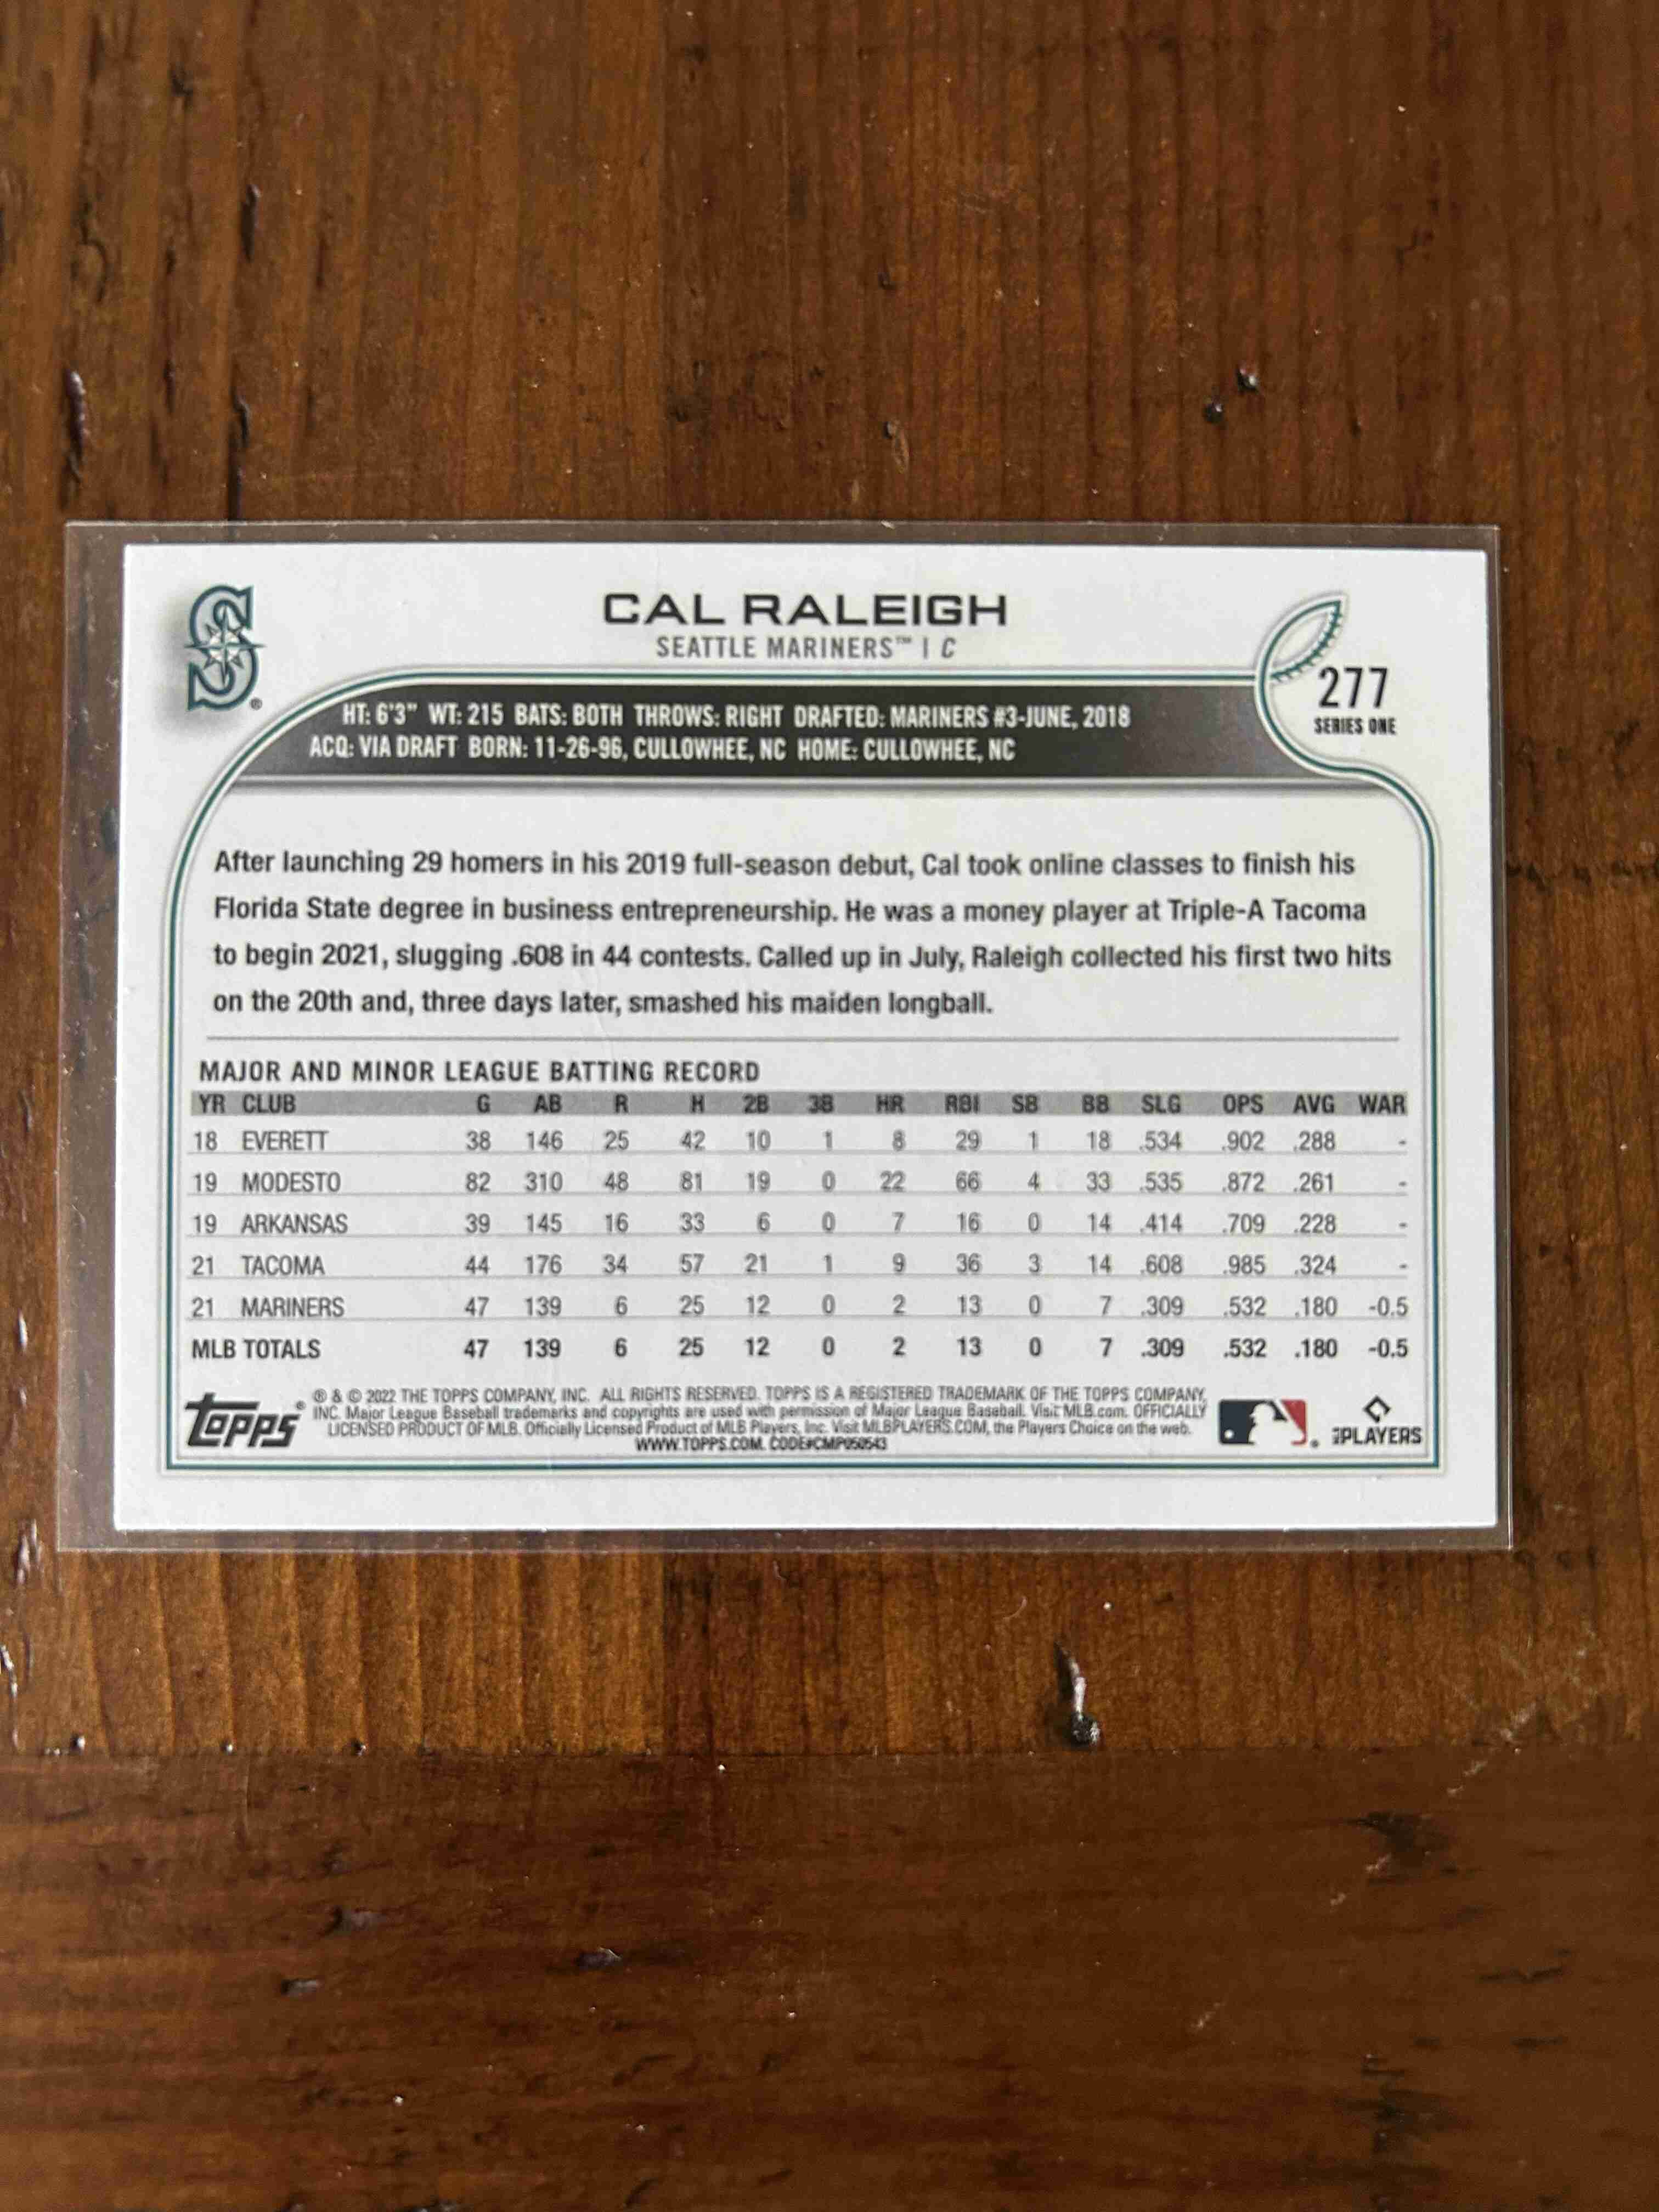 S®
CAL RALEIGH
SEATTLE MARINERS™ | C
277
SERIES ONE
HT: 6'3" WT: 215 BATS: BOTH THROWS: RIGHT DRAFTED: MARINERS #3-JUNE, 2018
ACQ: VIA DRAFT BORN: 11-26-96, CULLOWHEE, NC HOME: CULLOWHEE, NC
After launching 29 homers in his 2019 full-season debut, Cal took online classes to finish his
Florida State degree in business entrepreneurship. He was a money player at Triple-A Tacoma
to begin 2021, slugging .608 in 44 contests. Called up in July, Raleigh collected his first two hits
on the 20th and, three days later, smashed his maiden longball.
MAJOR AND MINOR LEAGUE BATTING RECORD
YR CLUB G AB R H 2B 3B HR RBI SB BB SLG OPS AVG WAR
18 EVERETT 38 146 25 42 10 1 8 29 1 18 .534 .902 .288 -
19 MODESTO 82 310 48 81 19 0 22 66 4 33 .535 .872 .261 -
19 ARKANSAS 39 145 16 33 6 0 7 16 0 14 .414 .709 .228 -
21 TACOMA 44 176 34 57 21 1 9 36 3 14 .608 .985 .324 -
21 MARINERS 47 139 6 25 12 0 2 13 0 7 .309 .532 .180 -0.5
MLB TOTALS 47 139 6 25 12 0 2 13 0 7 .309 .532 .180 -0.5
topps®
® & © 2022 THE TOPPS COMPANY, INC. ALL RIGHTS RESERVED. TOPPS IS A REGISTERED TRADEMARK OF THE TOPPS COMPANY,
INC. Major League Baseball trademarks and copyrights are used with permission of Major League Baseball. Visit MLB.com. OFFICIALLY
LICENSED PRODUCT OF MLB. Officially Licensed Product of MLB Players, Inc. Visit MLBPLAYERS.COM, the Players Choice on the web.
WWW.TOPPS.COM. CODE#CMP050543
MLB PLAYERS